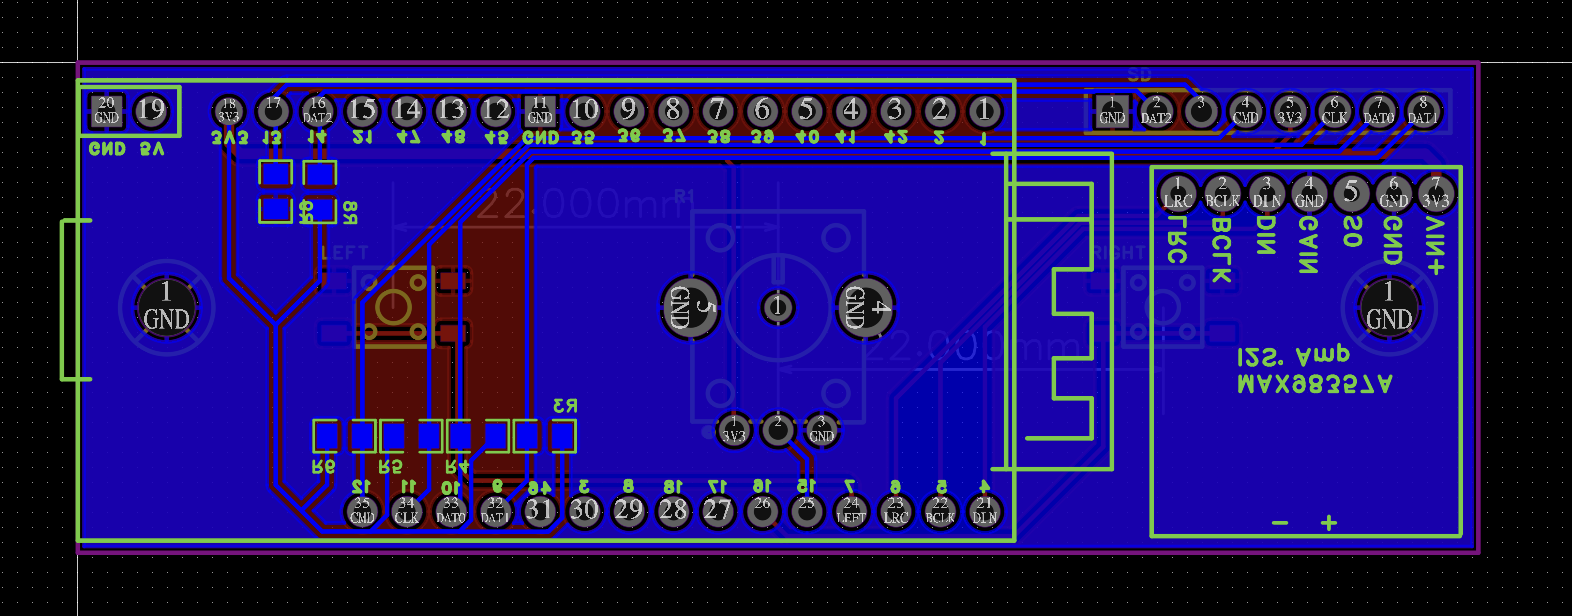 SD
20 19 18 17 16 15 14 13 12 11 10 9 8 7 6 5 4 3 2 1
GND 3V3 DAT2 GND
1 2 3 4 5 6 7 8
GND DAT2 CMD 3V3 CLK DAT0 DAT1
GND 5V 3V3 13 14 21 47 48 45 GND 35 36 37 38 39 40 41 42 2 1
R9 R8
22.000mm
R1
1 2 3 4 5 6 7
LRC BCLK DLN GND GND 3V3
LRC BCLK DIN GAIN SO GND VIN+
LEFT
RIGHT
1
GND
GND 5
1
GND 4
1
GND
22.000mm
I2S. Amp
MAX98357A
R3
1 2 3
3V3 GND
R6 R5 R4
12 11 10 9 46 3 8 18 17 16 15 7 6 5 4
35 34 33 32 31 30 29 28 27 26 25 24 23 22 21
CMD CLK DAT0 DAT1 LEFT LRC BCLK DLN
- +